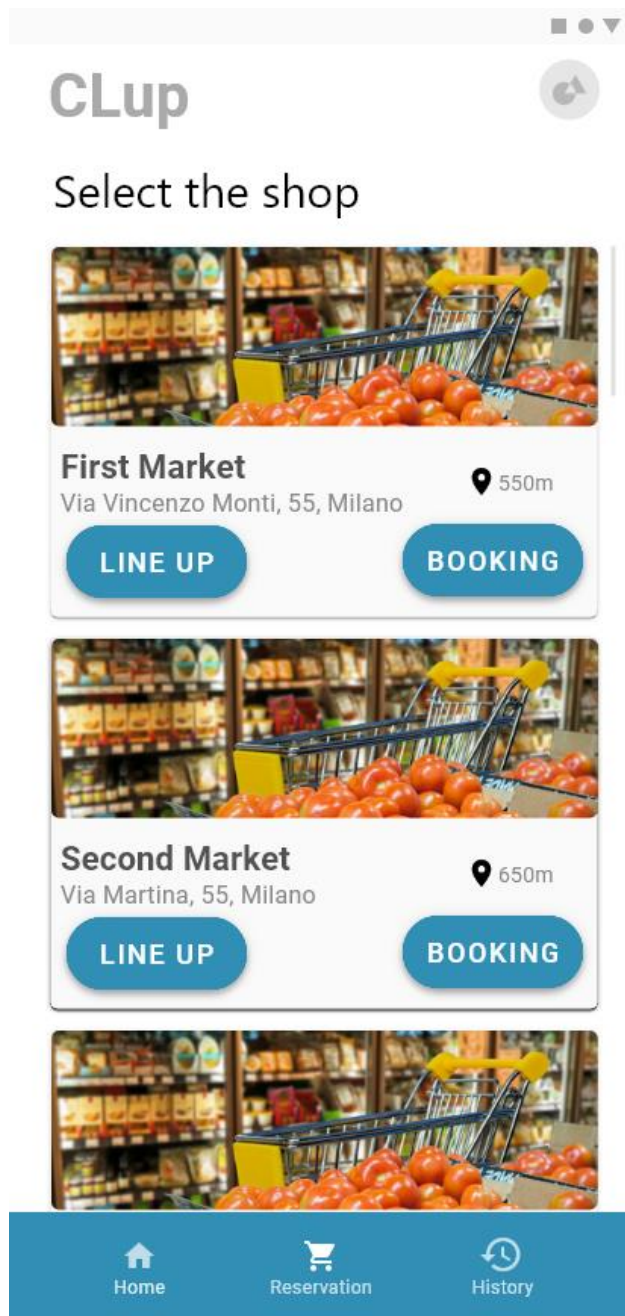 CLup
Select the shop
First Market
550m
Via Vincenzo Monti, 55, Milano
LINE UP
BOOKING
Second Market
650m
Via Martina, 55, Milano
LINE UP
BOOKING
Home
Reservation
History